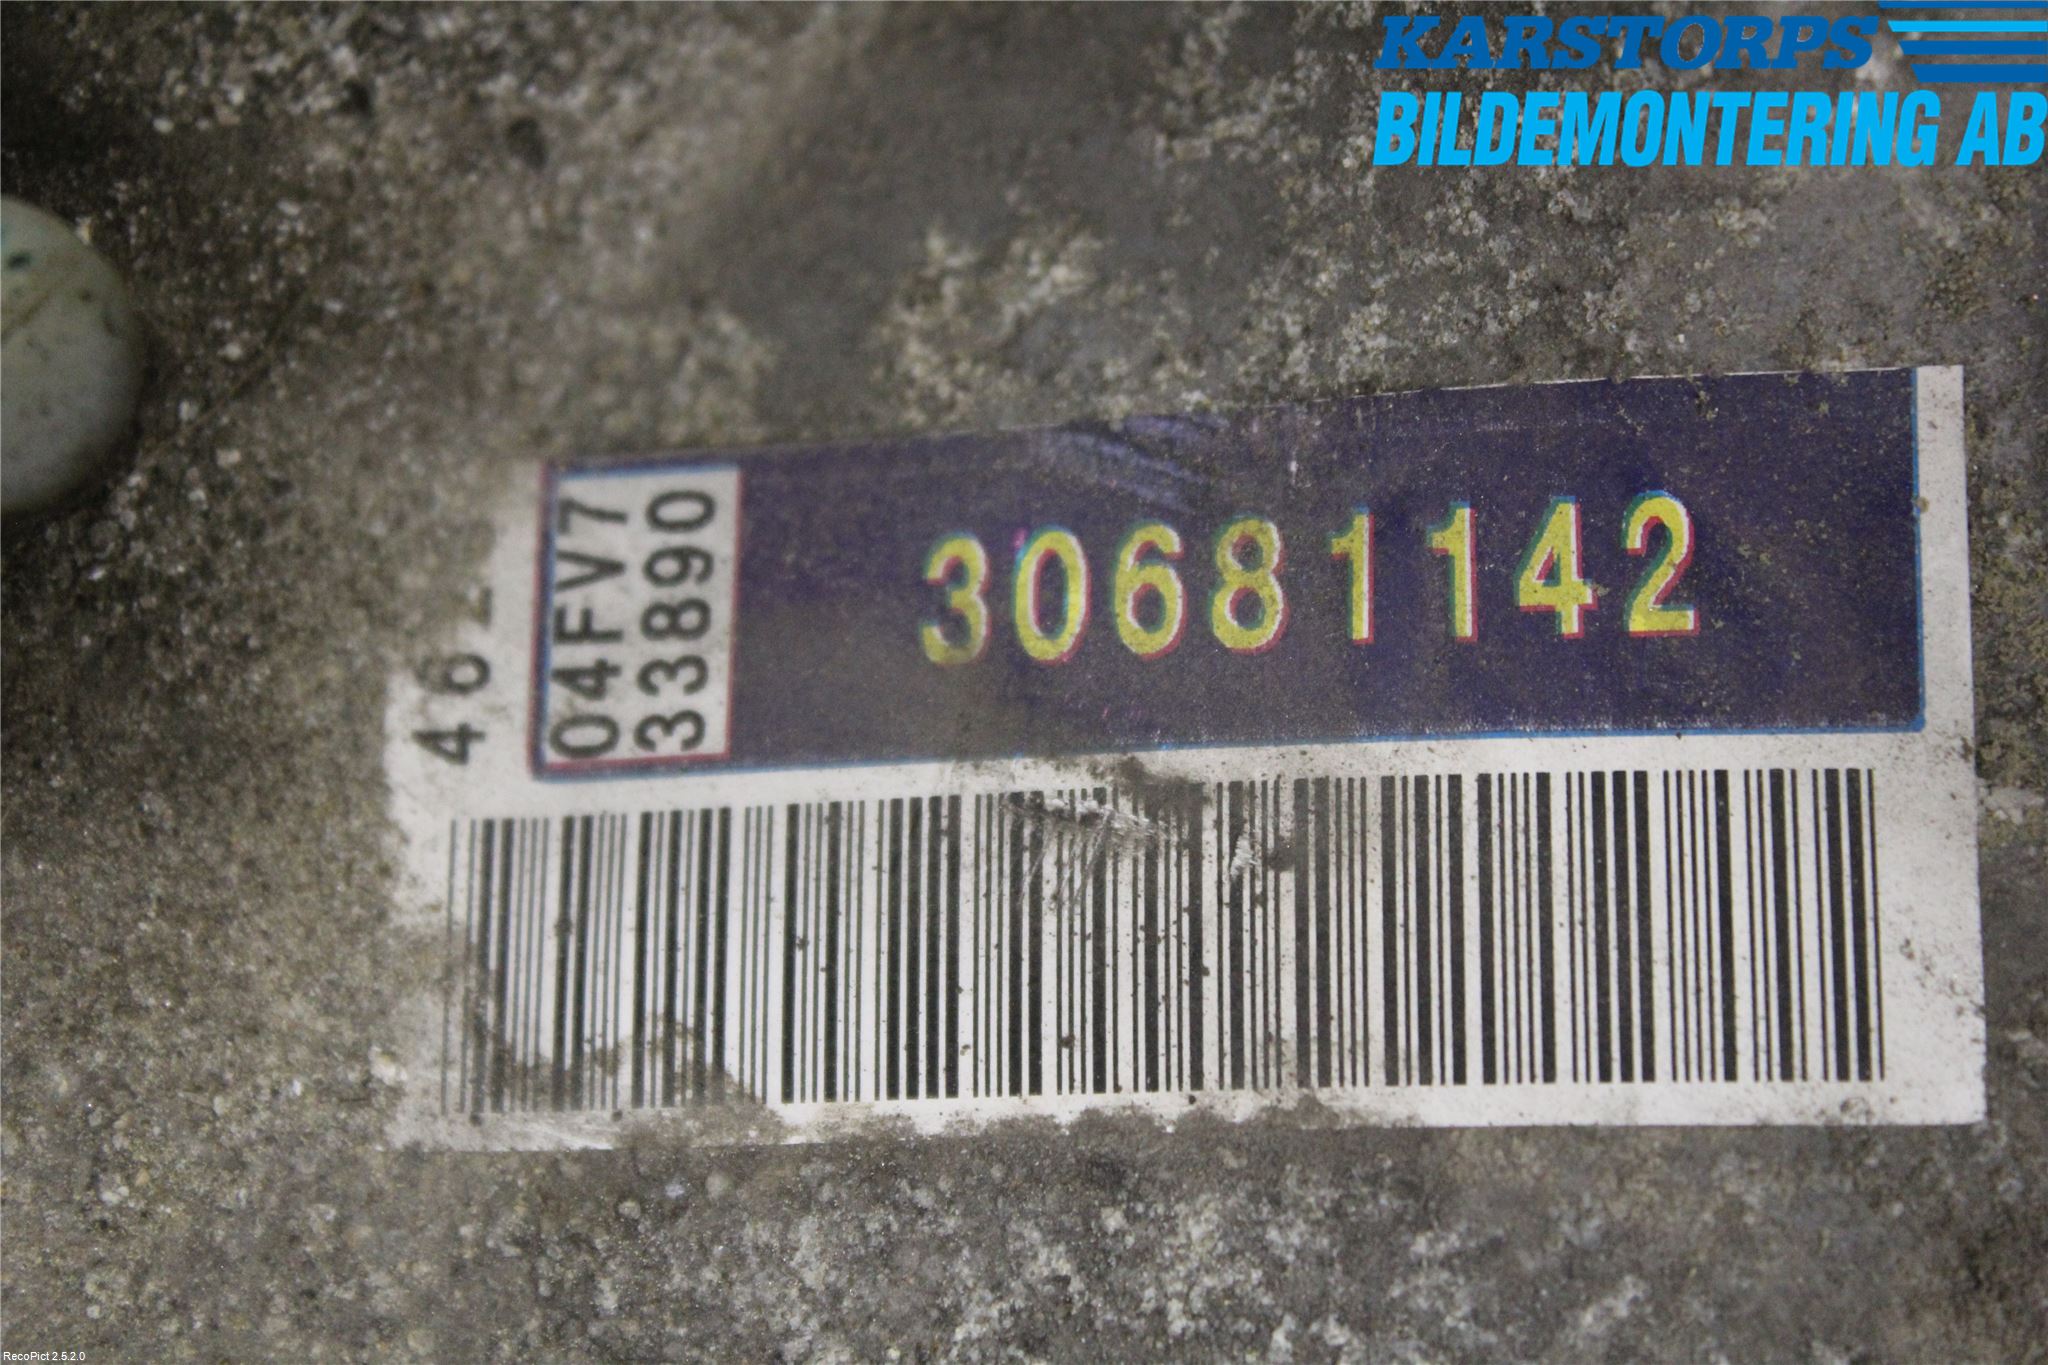 KARSTORPS
BILDEMONTERING AB
30681142
04FV7
33890
46
RecoPict 2.5.2.0